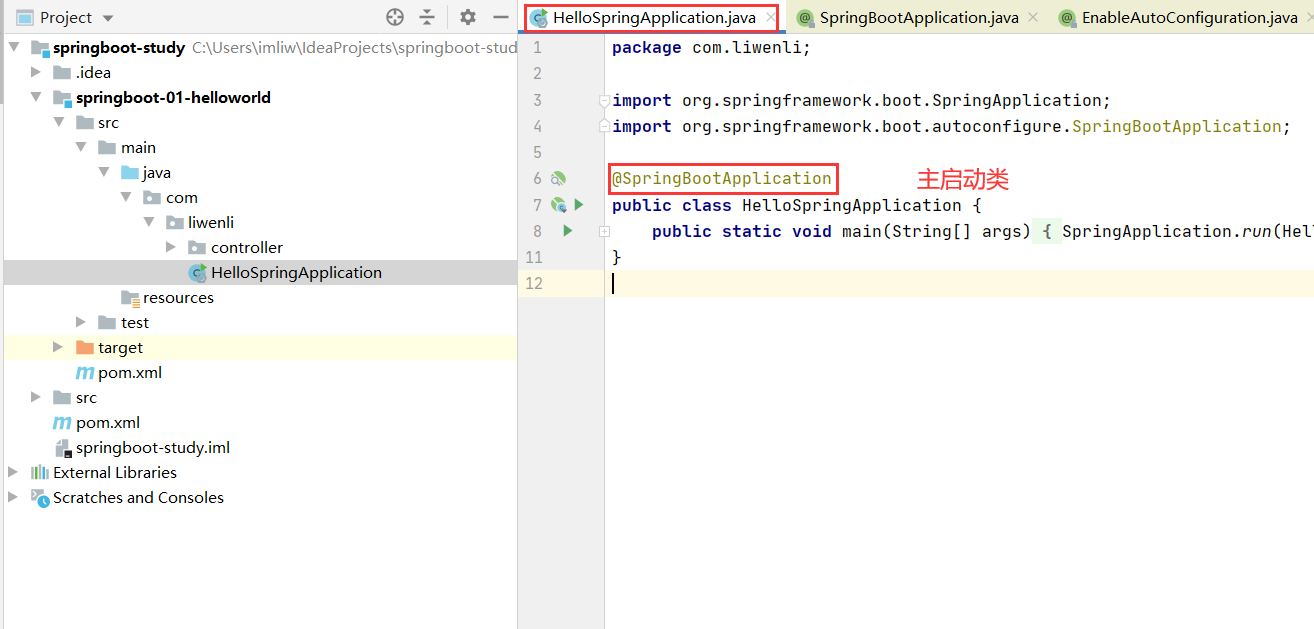 Project
springboot-study C:\Users\imliw\IdeaProjects\springboot-stud
.idea
springboot-01-helloworld
src
main
java
com
liwenli
controller
HelloSpringApplication
resources
test
target
pom.xml
src
pom.xml
springboot-study.iml
External Libraries
Scratches and Consoles
HelloSpringApplication.java SpringBootApplication.java EnableAutoConfiguration.java
1 package com.liwenli;
2
3 import org.springframework.boot.SpringApplication;
4 import org.springframework.boot.autoconfigure.SpringBootApplication;
5
6 @SpringBootApplication 主启动类
7 public class HelloSpringApplication {
8 public static void main(String[] args) { SpringApplication.run(Hel
11 }
12